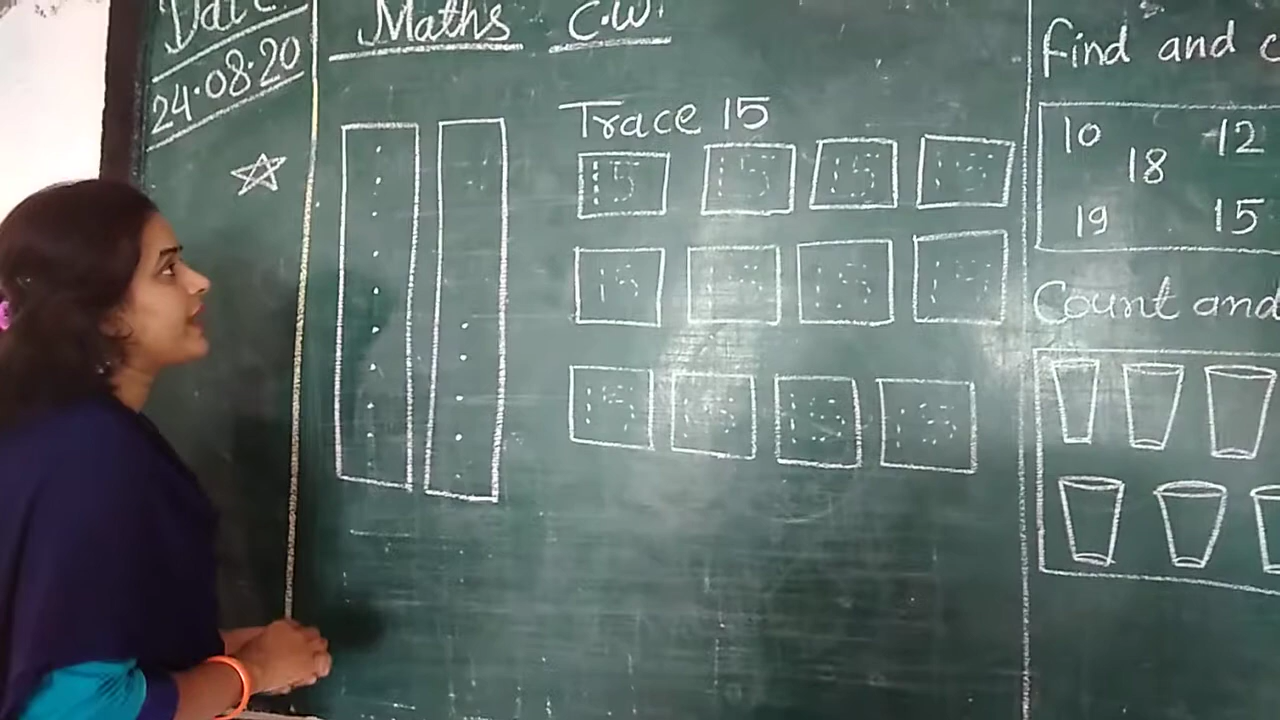 Date
24.08.20
Maths C.W.
Trace 15
15 15 15 15
15 15 15 15
15 15 15 15
Find and c
10 12
18
19 15
Count and